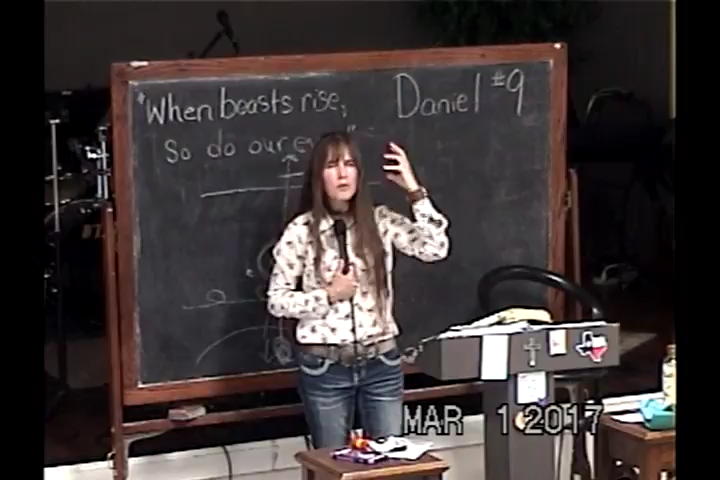 "When beasts rise,
Daniel #9
So do our
MAR 1 2017